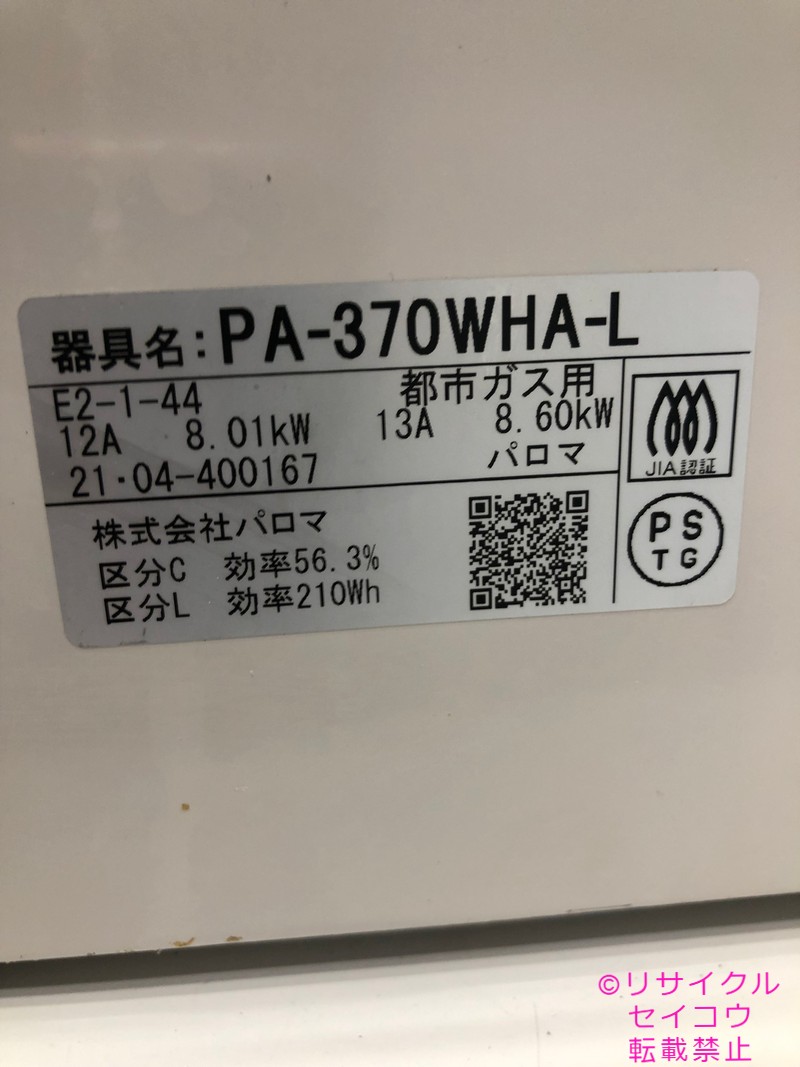 器具名:PA-370WHA-L
E2-1-44 都市ガス用
12A 8.01kW 13A 8.60kW
21・04-400167 パロマ
JIA認証
株式会社パロマ
区分C 効率56.3%
区分L 効率210Wh
PS
TG
©リサイクル
セイコウ
転載禁止